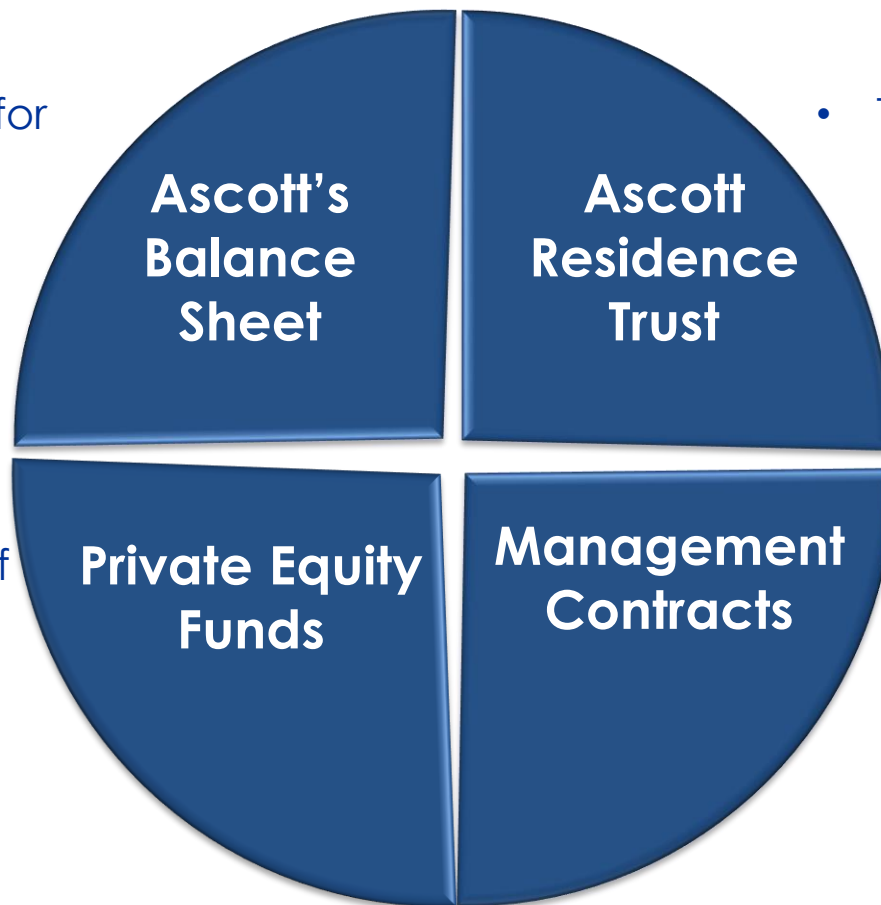 for
• T
Ascott's
Balance
Sheet
Ascott
Residence
Trust
f
Private Equity
Funds
Management
Contracts